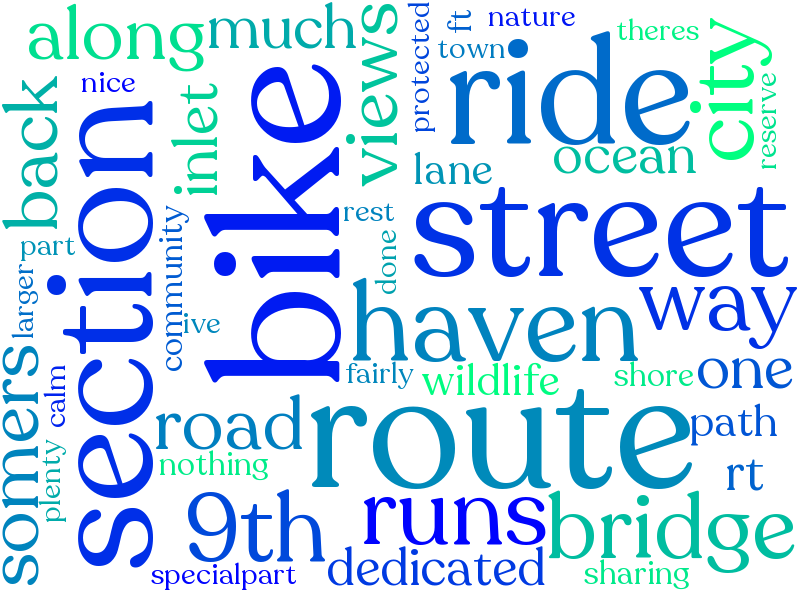 along
much
views
protected
ft
nature
theres
city
town
nice
back
inlet
bike
ride
reserve
section
lane
ocean
rest
street
part
community
done
larger
ive
haven
way
somers
calm
fairly
wildlife
shore
one
road
route
path
plenty
nothing
rt
9th
runs
bridge
specialpart
dedicated
sharing